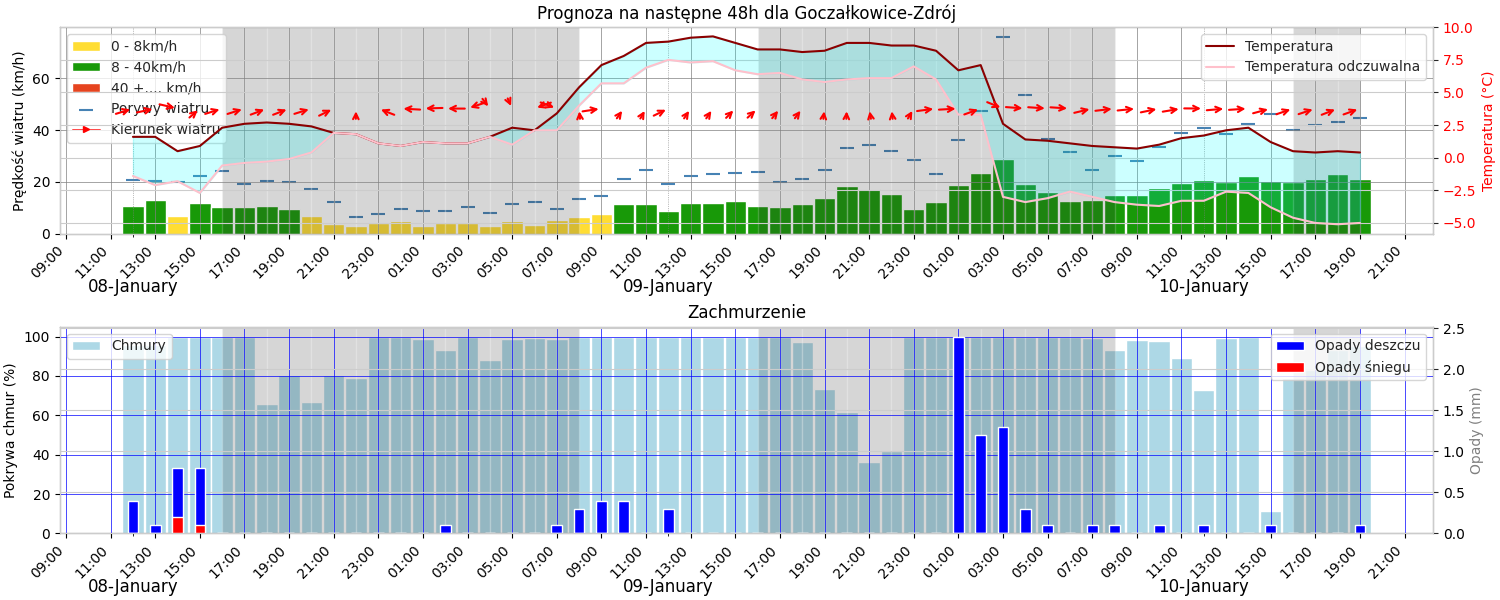 Prognoza na następne 48h dla Goczałkowice-Zdrój
0 - 8km/h
8 - 40km/h
40 +.... km/h
Porywy wiatru
Kierunek wiatru
Temperatura
Temperatura odczuwalna
Prędkość wiatru (km/h)
60
40
20
0
10.0
7.5
5.0
2.5
0.0
−2.5
−5.0
Temperatura (°C)
09:00 11:00 13:00 15:00 17:00 19:00 21:00 23:00 01:00 03:00 05:00 07:00 09:00 11:00 13:00 15:00 17:00 19:00 21:00 23:00 01:00 03:00 05:00 07:00 09:00 11:00 13:00 15:00 17:00 19:00 21:00
08-January 09-January 10-January
Zachmurzenie
Chmury
Opady deszczu
Opady śniegu
Pokrywa chmur (%)
100
80
60
40
20
0
2.5
2.0
1.5
1.0
0.5
0.0
Opady (mm)
09:00 11:00 13:00 15:00 17:00 19:00 21:00 23:00 01:00 03:00 05:00 07:00 09:00 11:00 13:00 15:00 17:00 19:00 21:00 23:00 01:00 03:00 05:00 07:00 09:00 11:00 13:00 15:00 17:00 19:00 21:00
08-January 09-January 10-January